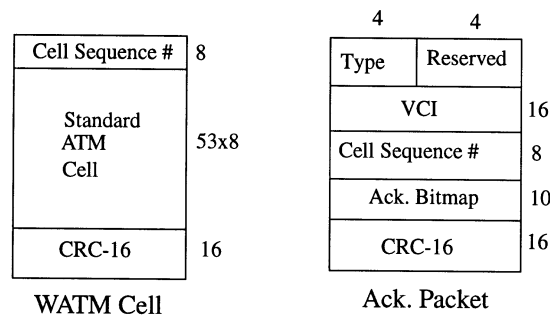 Cell Sequence # 8
Standard
ATM
Cell
53x8
CRC-16 16
WATM Cell
4 4
Type Reserved
VCI 16
Cell Sequence # 8
Ack. Bitmap 10
CRC-16 16
Ack. Packet